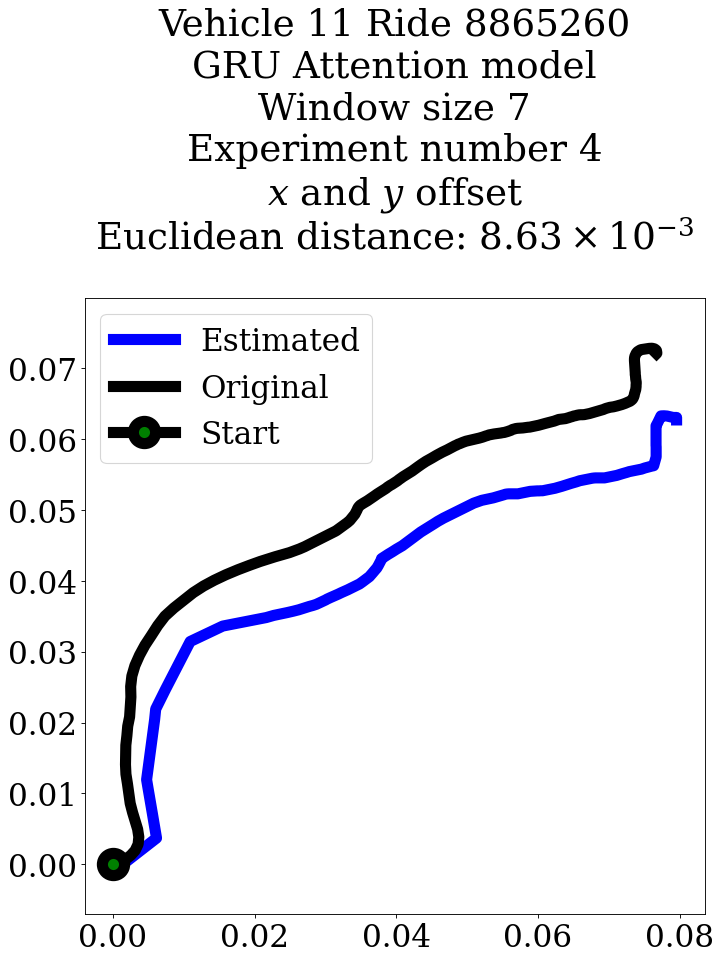 Vehicle 11 Ride 8865260
GRU Attention model
Window size 7
Experiment number 4
x and y offset
Euclidean distance: 8.63 × 10⁻³
Estimated
Original
Start
0.07
0.06
0.05
0.04
0.03
0.02
0.01
0.00
0.00 0.02 0.04 0.06 0.08